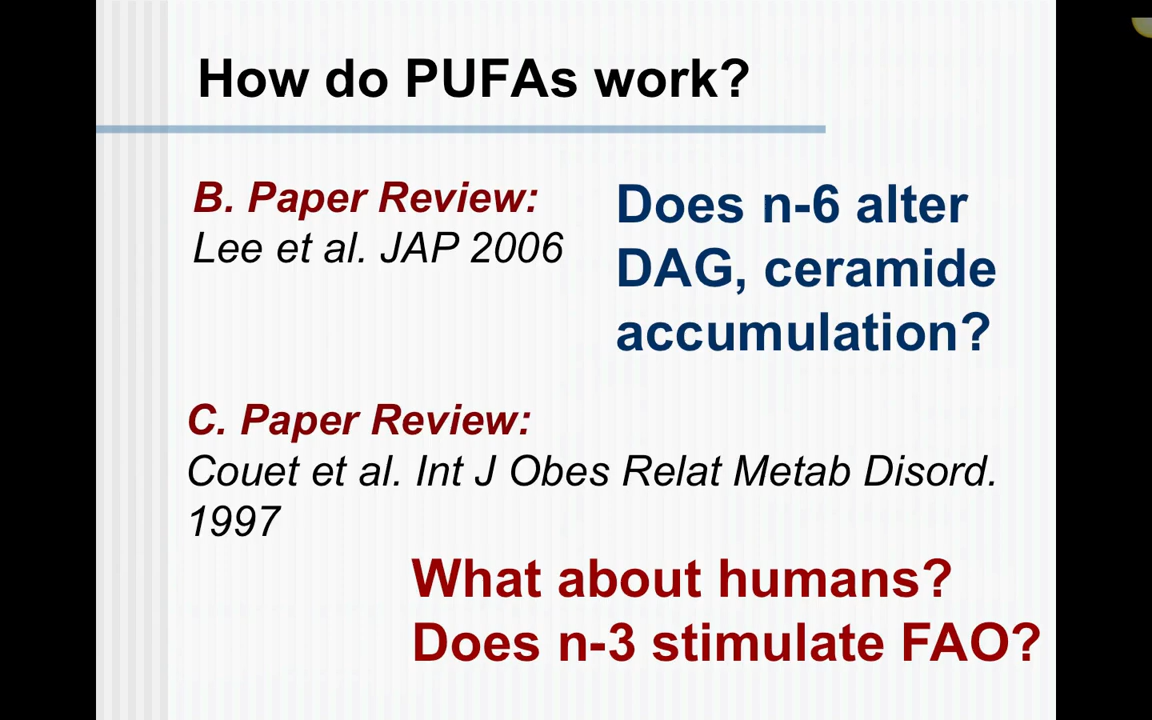 How do PUFAs work?
B. Paper Review:
Lee et al. JAP 2006
Does n-6 alter
DAG, ceramide
accumulation?
C. Paper Review:
Couet et al. Int J Obes Relat Metab Disord.
1997
What about humans?
Does n-3 stimulate FAO?